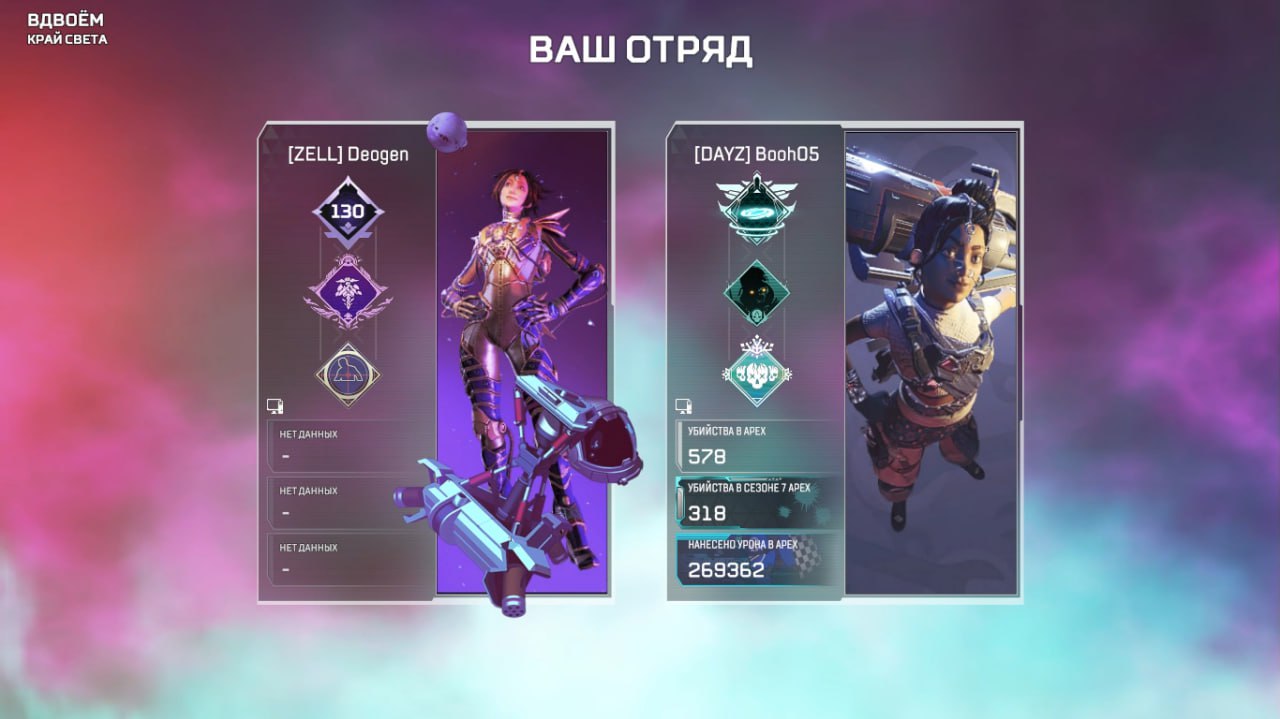 ВДВОЁМ
КРАЙ СВЕТА
ВАШ ОТРЯД
[ZELL] Deogen
130
НЕТ ДАННЫХ
-
НЕТ ДАННЫХ
-
НЕТ ДАННЫХ
-
[DAYZ] Booh05
УБИЙСТВА В APEX
578
УБИЙСТВА В СЕЗОНЕ 7 APEX
318
НАНЕСЕНО УРОНА В APEX
269362